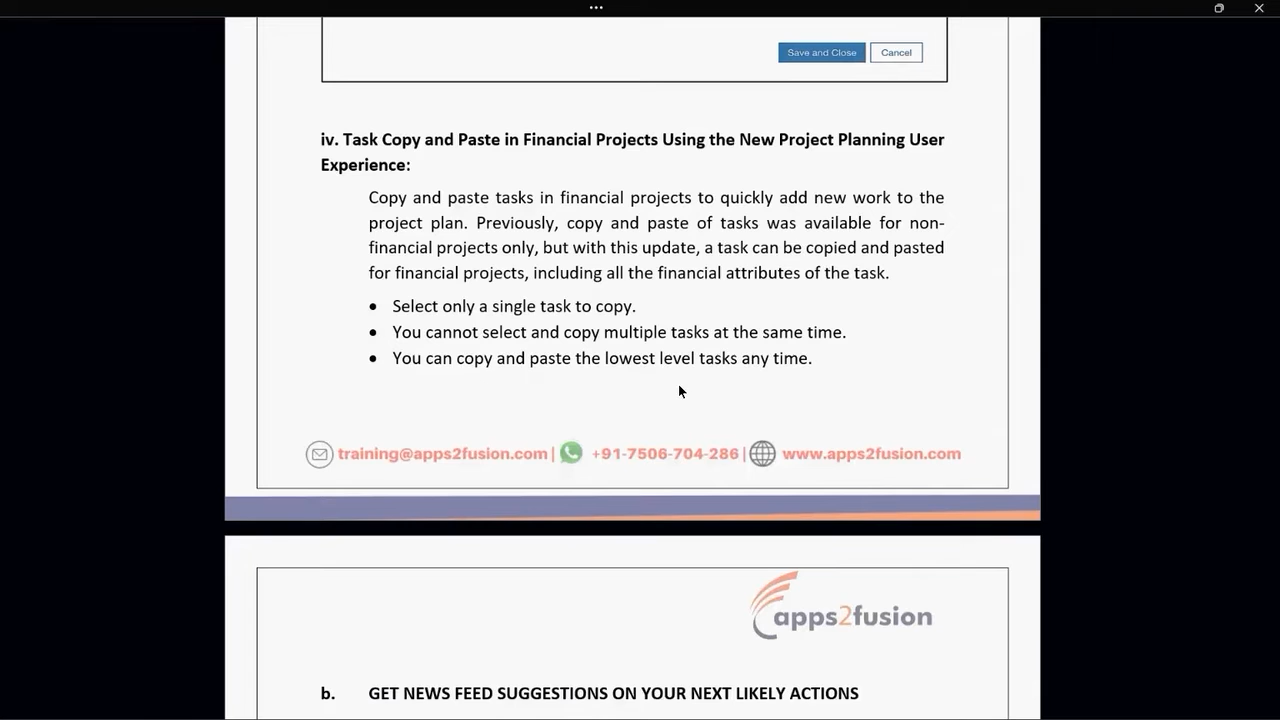 Save and Close Cancel
iv. Task Copy and Paste in Financial Projects Using the New Project Planning User
Experience:
Copy and paste tasks in financial projects to quickly add new work to the
project plan. Previously, copy and paste of tasks was available for non-
financial projects only, but with this update, a task can be copied and pasted
for financial projects, including all the financial attributes of the task.
• Select only a single task to copy.
• You cannot select and copy multiple tasks at the same time.
• You can copy and paste the lowest level tasks any time.
training@apps2fusion.com | +91-7506-704-286 | www.apps2fusion.com
apps2fusion
b. GET NEWS FEED SUGGESTIONS ON YOUR NEXT LIKELY ACTIONS